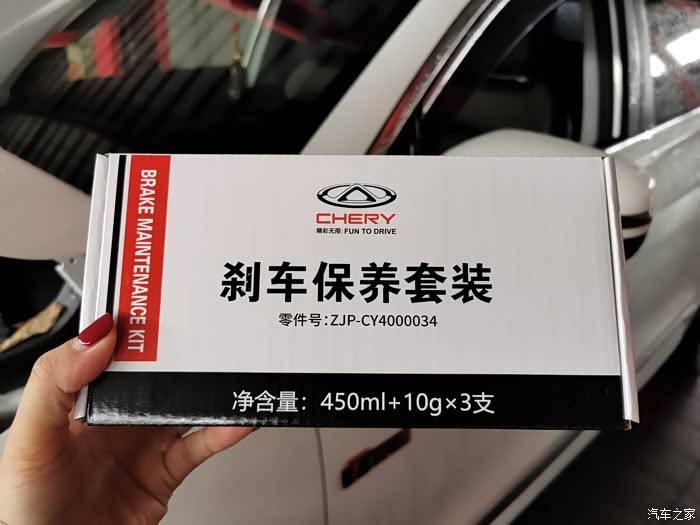 BRAKE MAINTENANCE KIT
CHERY
精彩无限 FUN TO DRIVE
刹车保养套装
零件号:ZJP-CY4000034
净含量: 450ml+10g×3支
汽车之家